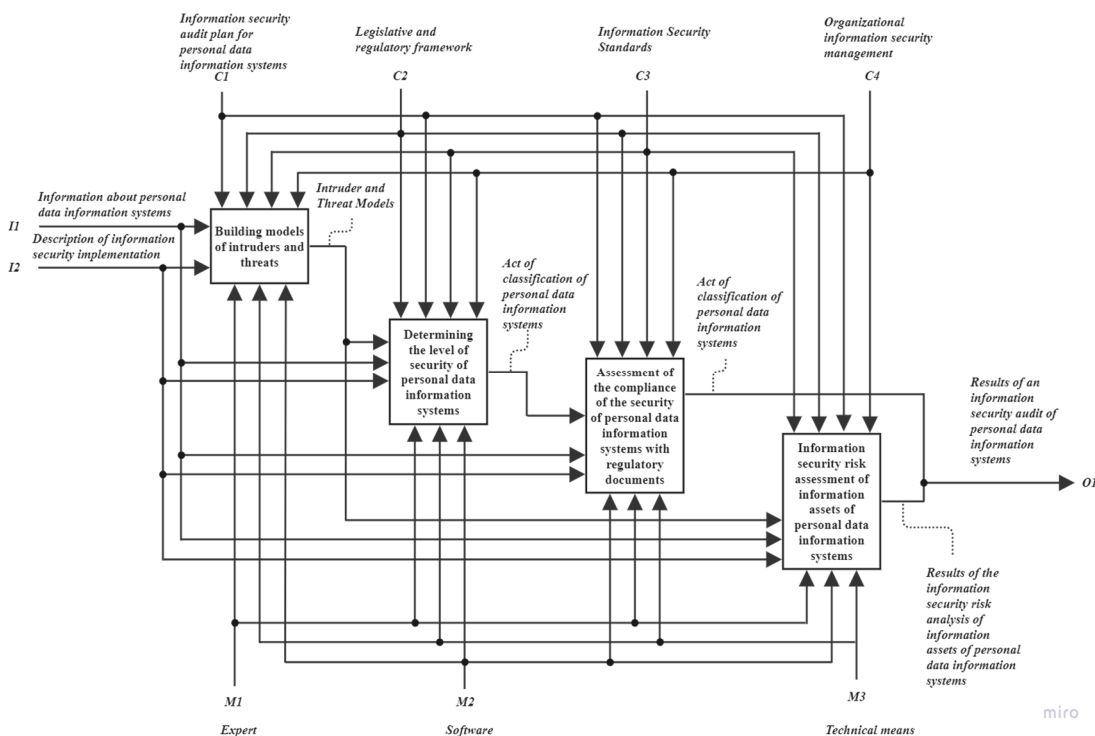 Information security
audit plan for
personal data
information systems
C1
Legislative and
regulatory framework
C2
Information Security
Standards
C3
Organizational
information security
management
C4
Information about personal
data information systems
I1
Description of information
security implementation
I2
Building models
of intruders and
threats
Intruder and
Threat Models
Determining
the level of
security of
personal data
information
systems
Act of
classification of
personal data
information
systems
Assessment of
the compliance
of the security
of personal data
information
systems with
regulatory
documents
Act of
classification of
personal data
information
systems
Information
security risk
assessment of
information
assets of
personal data
information
systems
Results of an
information
security audit of
personal data
information
systems
O1
Results of the
information
security risk
analysis of
information
assets of personal
data information
systems
M1
Expert
M2
Software
M3
Technical means
miro